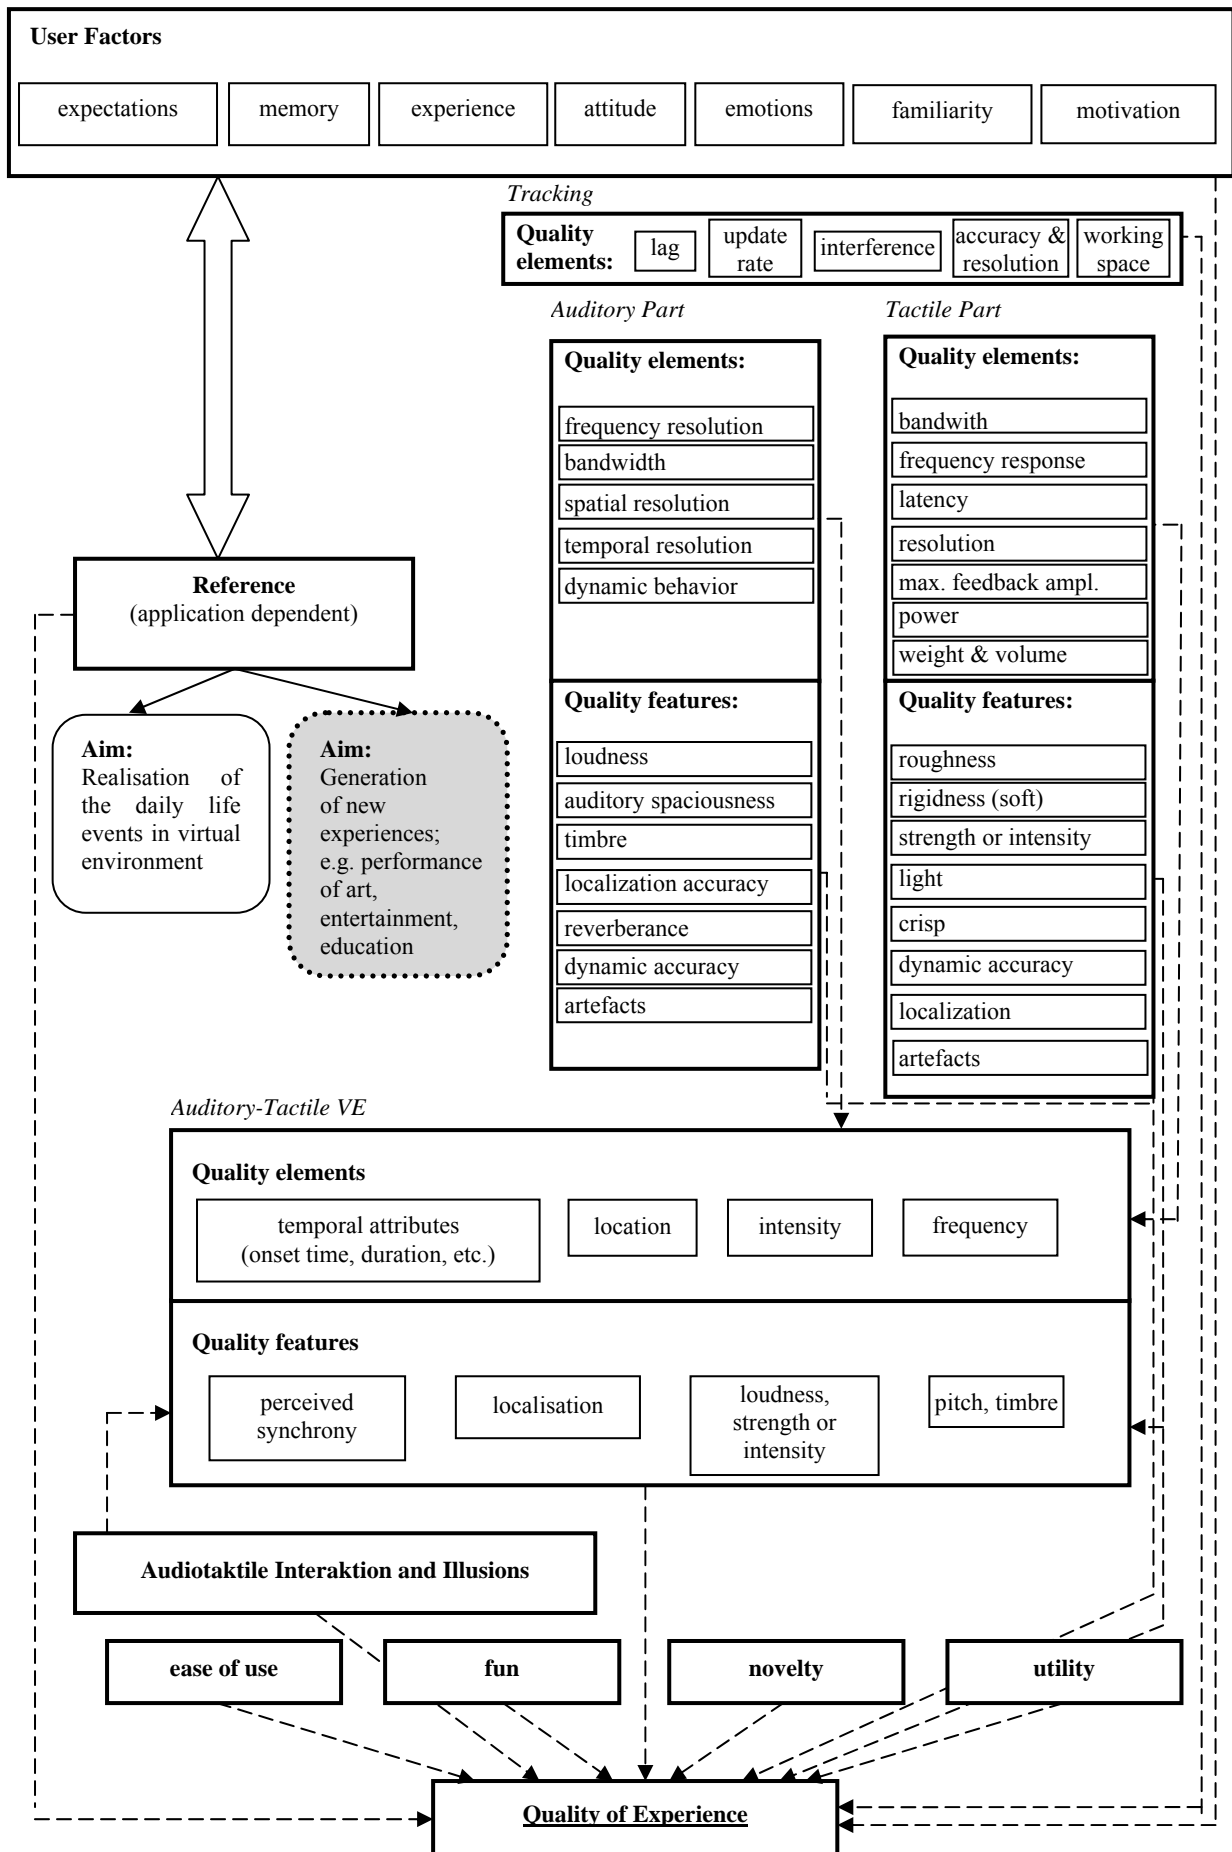 User Factors
expectations
memory
experience
attitude
emotions
familiarity
motivation
Tracking
Quality
elements:
lag
update
rate
interference
accuracy &
resolution
working
space
Auditory Part
Quality elements:
frequency resolution
bandwidth
spatial resolution
temporal resolution
dynamic behavior
Quality features:
loudness
auditory spaciousness
timbre
localization accuracy
reverberance
dynamic accuracy
artefacts
Tactile Part
Quality elements:
bandwith
frequency response
latency
resolution
max. feedback ampl.
power
weight & volume
Quality features:
roughness
rigidness (soft)
strength or intensity
light
crisp
dynamic accuracy
localization
artefacts
Reference
(application dependent)
Aim:
Realisation of
the daily life
events in virtual
environment
Aim:
Generation
of new
experiences;
e.g. performance
of art,
entertainment,
education
Auditory-Tactile VE
Quality elements
temporal attributes
(onset time, duration, etc.)
location
intensity
frequency
Quality features
perceived
synchrony
localisation
loudness,
strength or
intensity
pitch, timbre
Audiotaktile Interaktion and Illusions
ease of use
fun
novelty
utility
Quality of Experience